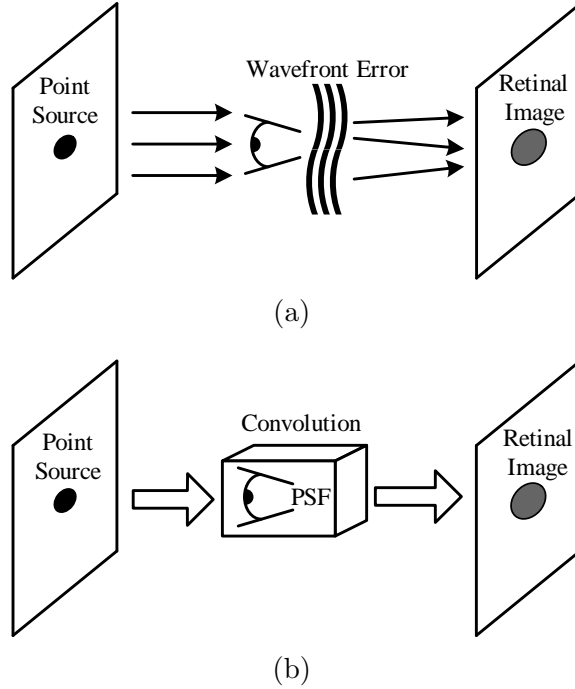 Wavefront Error
Point
Source
Retinal
Image
(a)
Convolution
Point
Source
PSF
Retinal
Image
(b)